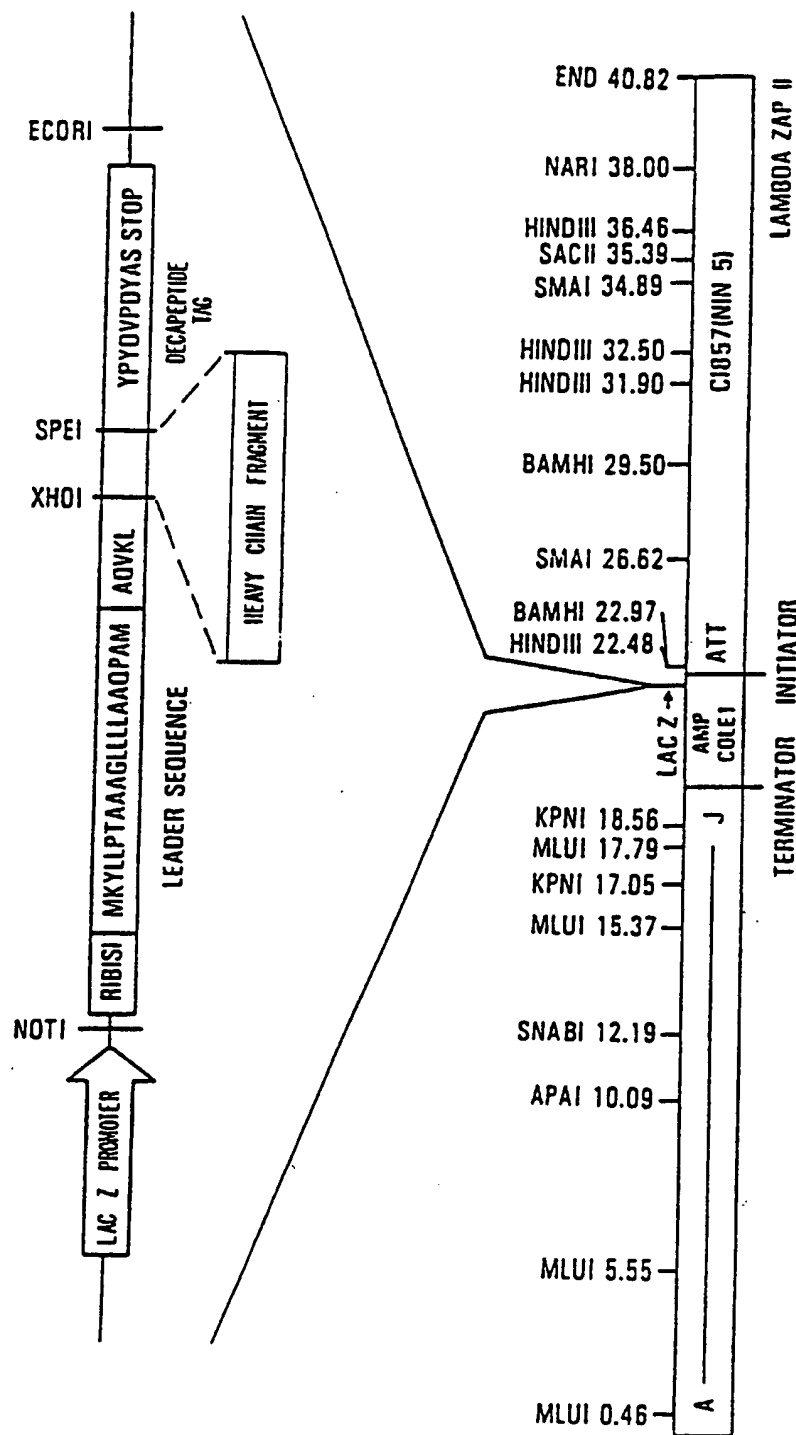 ECORI
YPYDVPDYAS STOP
DECAPEPTIDE
TAG
SPEI
HEAVY CHAIN FRAGMENT
XHOI
AQVKL
MKYLLPTAAAGLLLLAAQPAM
LEADER SEQUENCE
RIBISI
NOTI
LAC Z PROMOTER
END 40.82
NARI 38.00
HINDIII 36.46
SACII 35.39
SMAI 34.89
HINDIII 32.50
HINDIII 31.90
BAMHI 29.50
SMAI 26.62
BAMHI 22.97
HINDIII 22.48
LAC Z
KPNI 18.56
MLUI 17.79
KPNI 17.05
MLUI 15.37
SNABI 12.19
APAI 10.09
MLUI 5.55
MLUI 0.46
CI857(NIN 5)
ATT
AMP
COLE1
J
A
LAMBDA ZAP II
INITIATOR
TERMINATOR